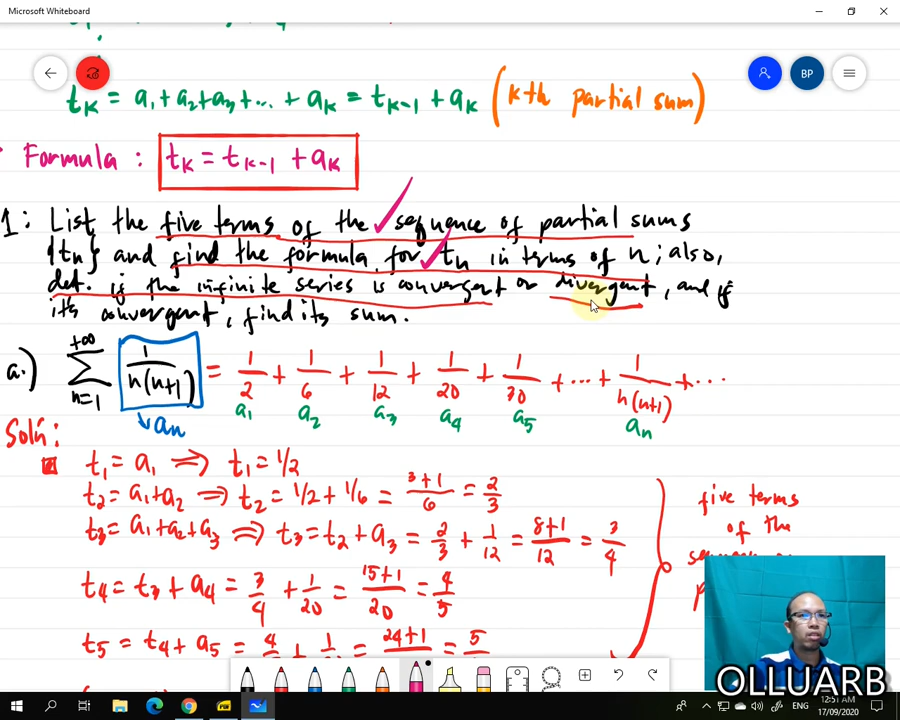 Microsoft Whiteboard
BP
tk = a1 + a2 + a3 + ... + ak = tk-1 + ak (kth partial sum)
Formula : tk = tk-1 + ak
1: List the five terms of the sequence of partial sums
{tn} and find the formula for tn in terms of n; also,
det. if the infinite series is convergent or divergent, and if
its convergent, find its sum.
a.) +∞ Σ n=1 1/n(n+1) = 1/2 + 1/6 + 1/12 + 1/20 + 1/30 + ... + 1/n(n+1) + ...
an a1 a2 a3 a4 a5 an
Soln:
t1 = a1 ⇒ t1 = 1/2
t2 = a1 + a2 ⇒ t2 = 1/2 + 1/6 = 3+1/6 = 2/3
t3 = a1 + a2 + a3 ⇒ t3 = t2 + a3 = 2/3 + 1/12 = 8+1/12 = 3/4
t4 = t3 + a4 = 3/4 + 1/20 = 15+1/20 = 4/5
t5 = t4 + a5 = 4 + 1 = 24+1 = 5
five terms
of the
OLLUARB
ENG
12:51 AM
17/09/2020